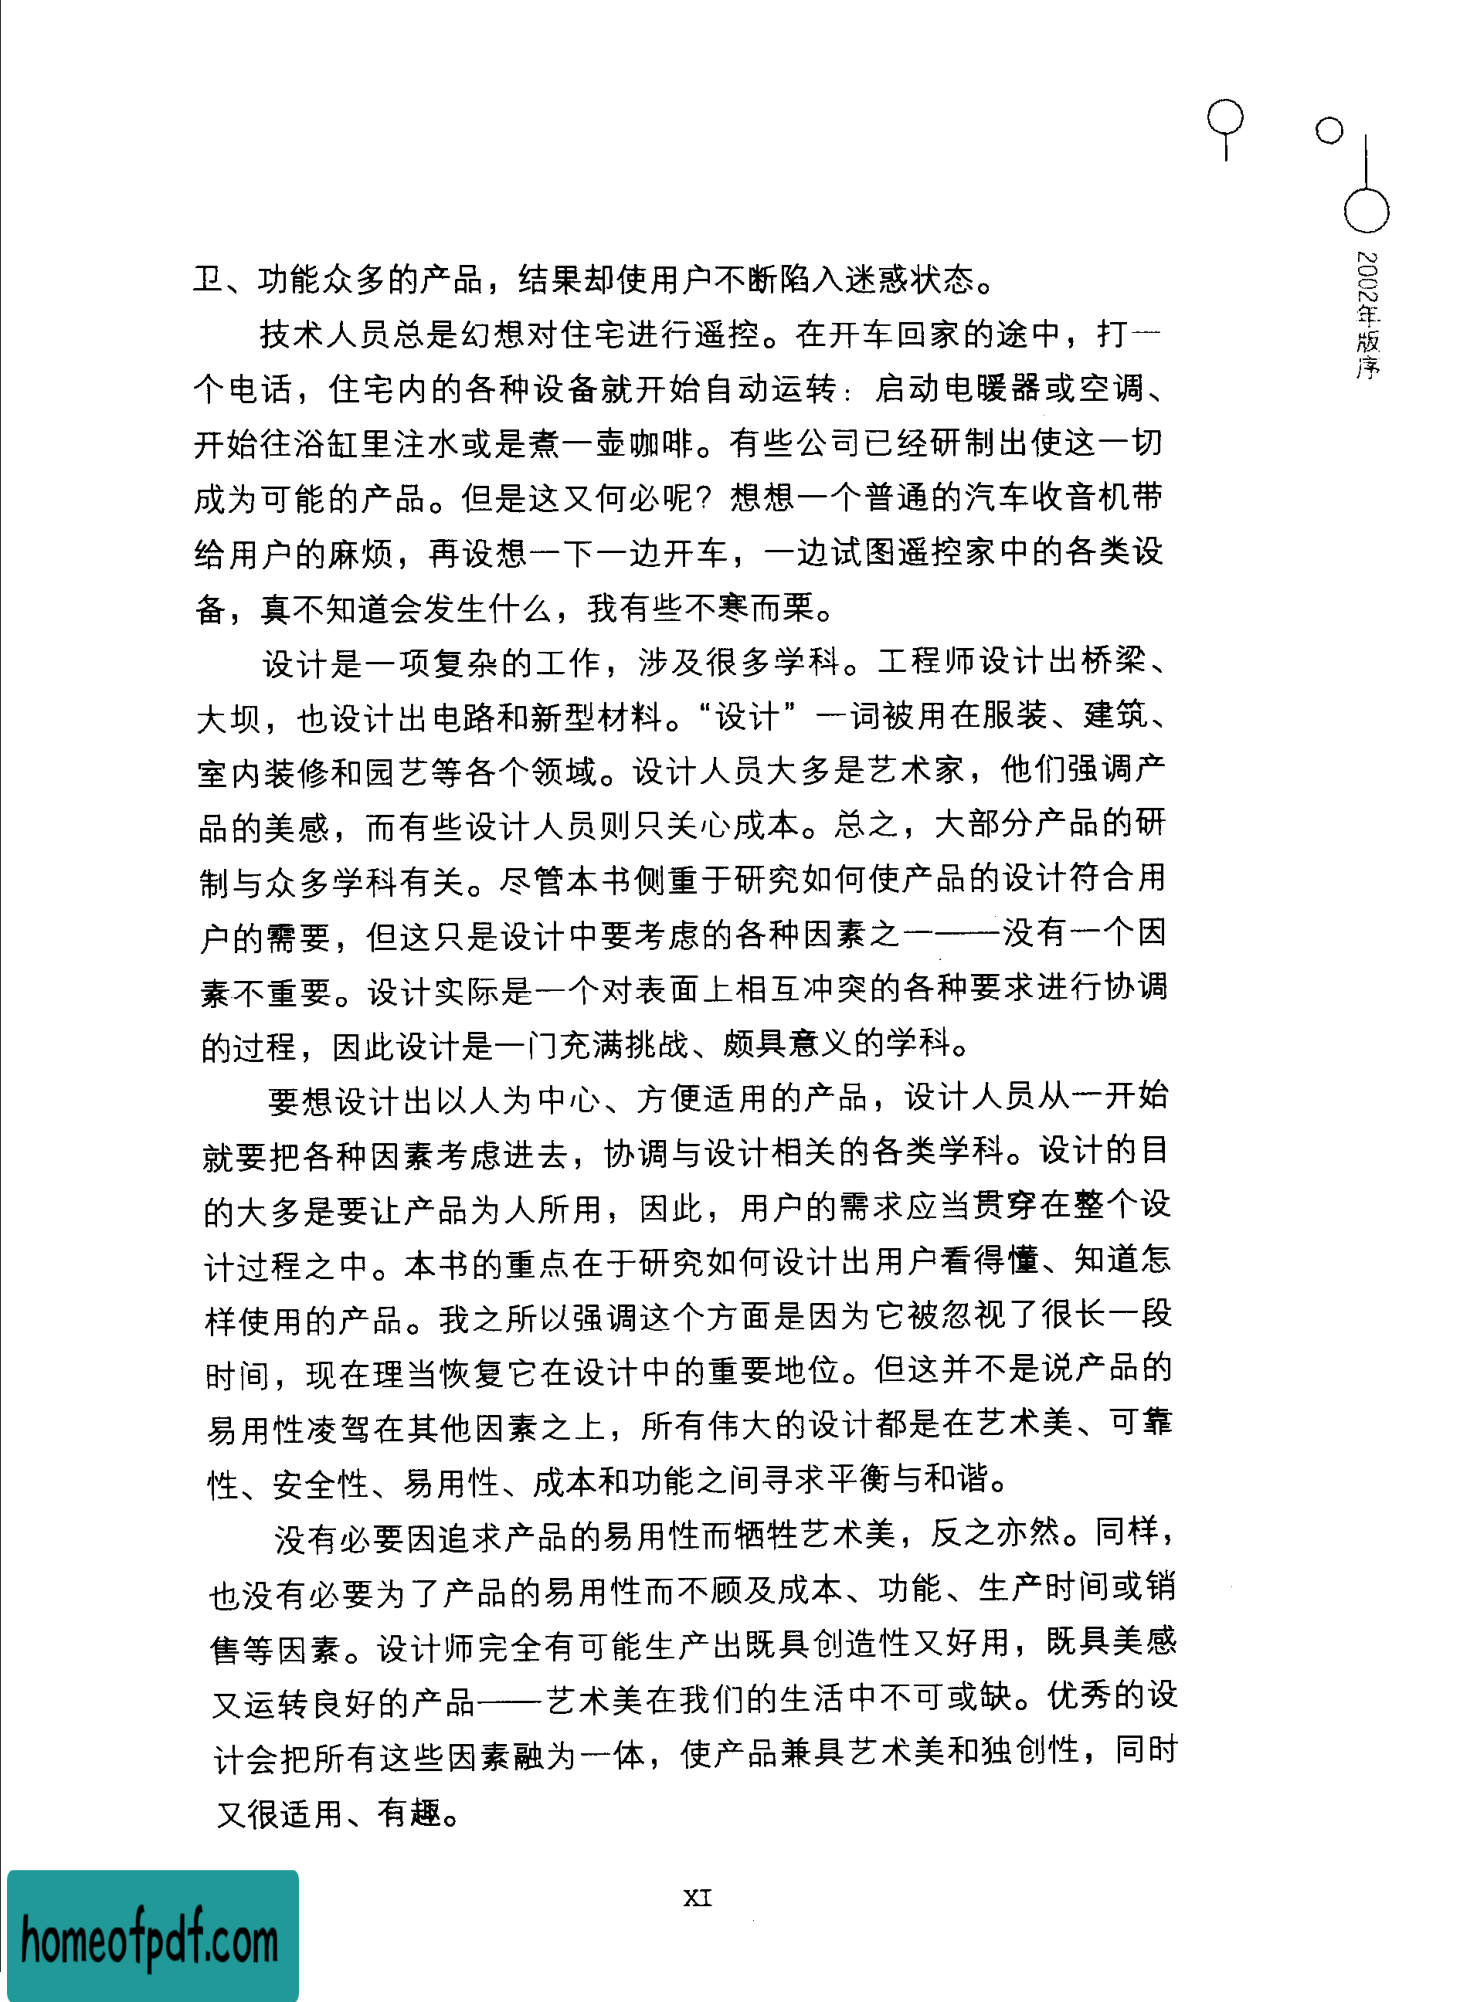 2002年版序
卫、功能众多的产品，结果却使用户不断陷入迷惑状态。
技术人员总是幻想对住宅进行遥控。在开车回家的途中，打一
个电话，住宅内的各种设备就开始自动运转：启动电暖器或空调、
开始往浴缸里注水或是煮一壶咖啡。有些公司已经研制出使这一切
成为可能的产品。但是这又何必呢？想想一个普通的汽车收音机带
给用户的麻烦，再设想一下一边开车，一边试图遥控家中的各类设
备，真不知道会发生什么，我有些不寒而栗。
设计是一项复杂的工作，涉及很多学科。工程师设计出桥梁、
大坝，也设计出电路和新型材料。“设计”一词被用在服装、建筑、
室内装修和园艺等各个领域。设计人员大多是艺术家，他们强调产
品的美感，而有些设计人员则只关心成本。总之，大部分产品的研
制与众多学科有关。尽管本书侧重于研究如何使产品的设计符合用
户的需要，但这只是设计中要考虑的各种因素之一——没有一个因
素不重要。设计实际是一个对表面上相互冲突的各种要求进行协调
的过程，因此设计是一门充满挑战、颇具意义的学科。
要想设计出以人为中心、方便适用的产品，设计人员从一开始
就要把各种因素考虑进去，协调与设计相关的各类学科。设计的目
的大多是要让产品为人所用，因此，用户的需求应当贯穿在整个设
计过程之中。本书的重点在于研究如何设计出用户看得懂、知道怎
样使用的产品。我之所以强调这个方面是因为它被忽视了很长一段
时间，现在理当恢复它在设计中的重要地位。但这并不是说产品的
易用性凌驾在其他因素之上，所有伟大的设计都是在艺术美、可靠
性、安全性、易用性、成本和功能之间寻求平衡与和谐。
没有必要因追求产品的易用性而牺牲艺术美，反之亦然。同样，
也没有必要为了产品的易用性而不顾及成本、功能、生产时间或销
售等因素。设计师完全有可能生产出既具创造性又好用，既具美感
又运转良好的产品——艺术美在我们的生活中不可或缺。优秀的设
计会把所有这些因素融为一体，使产品兼具艺术美和独创性，同时
又很适用、有趣。
XI
homeofpdf.com